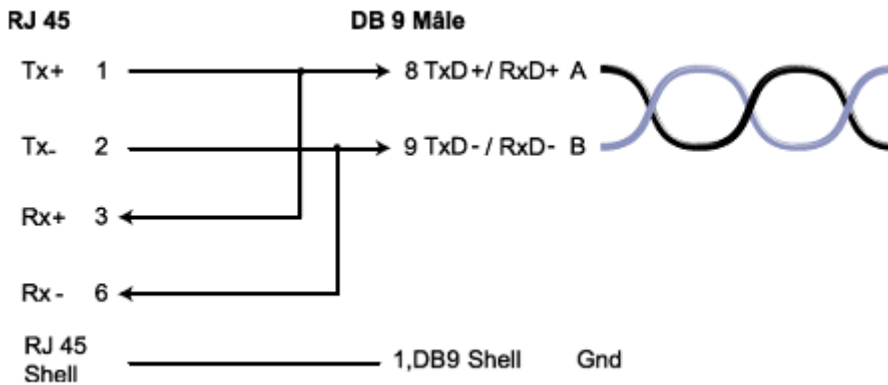 RJ 45 DB 9 Mâle
Tx+ 1 8 TxD+/ RxD+ A
Tx- 2 9 TxD- / RxD- B
Rx+ 3
Rx - 6
RJ 45
Shell
1,DB9 Shell Gnd